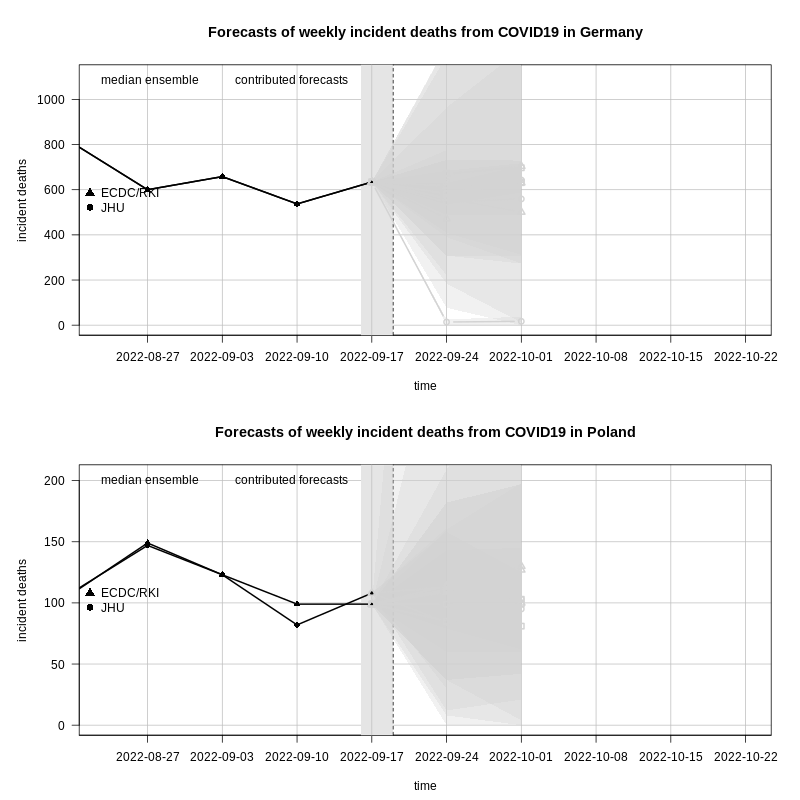 Forecasts of weekly incident deaths from COVID19 in Germany
median ensemble contributed forecasts
1000
800
600
400
200
0
incident deaths
ECDC/RKI
JHU
2022-08-27 2022-09-03 2022-09-10 2022-09-17 2022-09-24 2022-10-01 2022-10-08 2022-10-15 2022-10-22
time
Forecasts of weekly incident deaths from COVID19 in Poland
median ensemble contributed forecasts
200
150
100
50
0
incident deaths
ECDC/RKI
JHU
2022-08-27 2022-09-03 2022-09-10 2022-09-17 2022-09-24 2022-10-01 2022-10-08 2022-10-15 2022-10-22
time